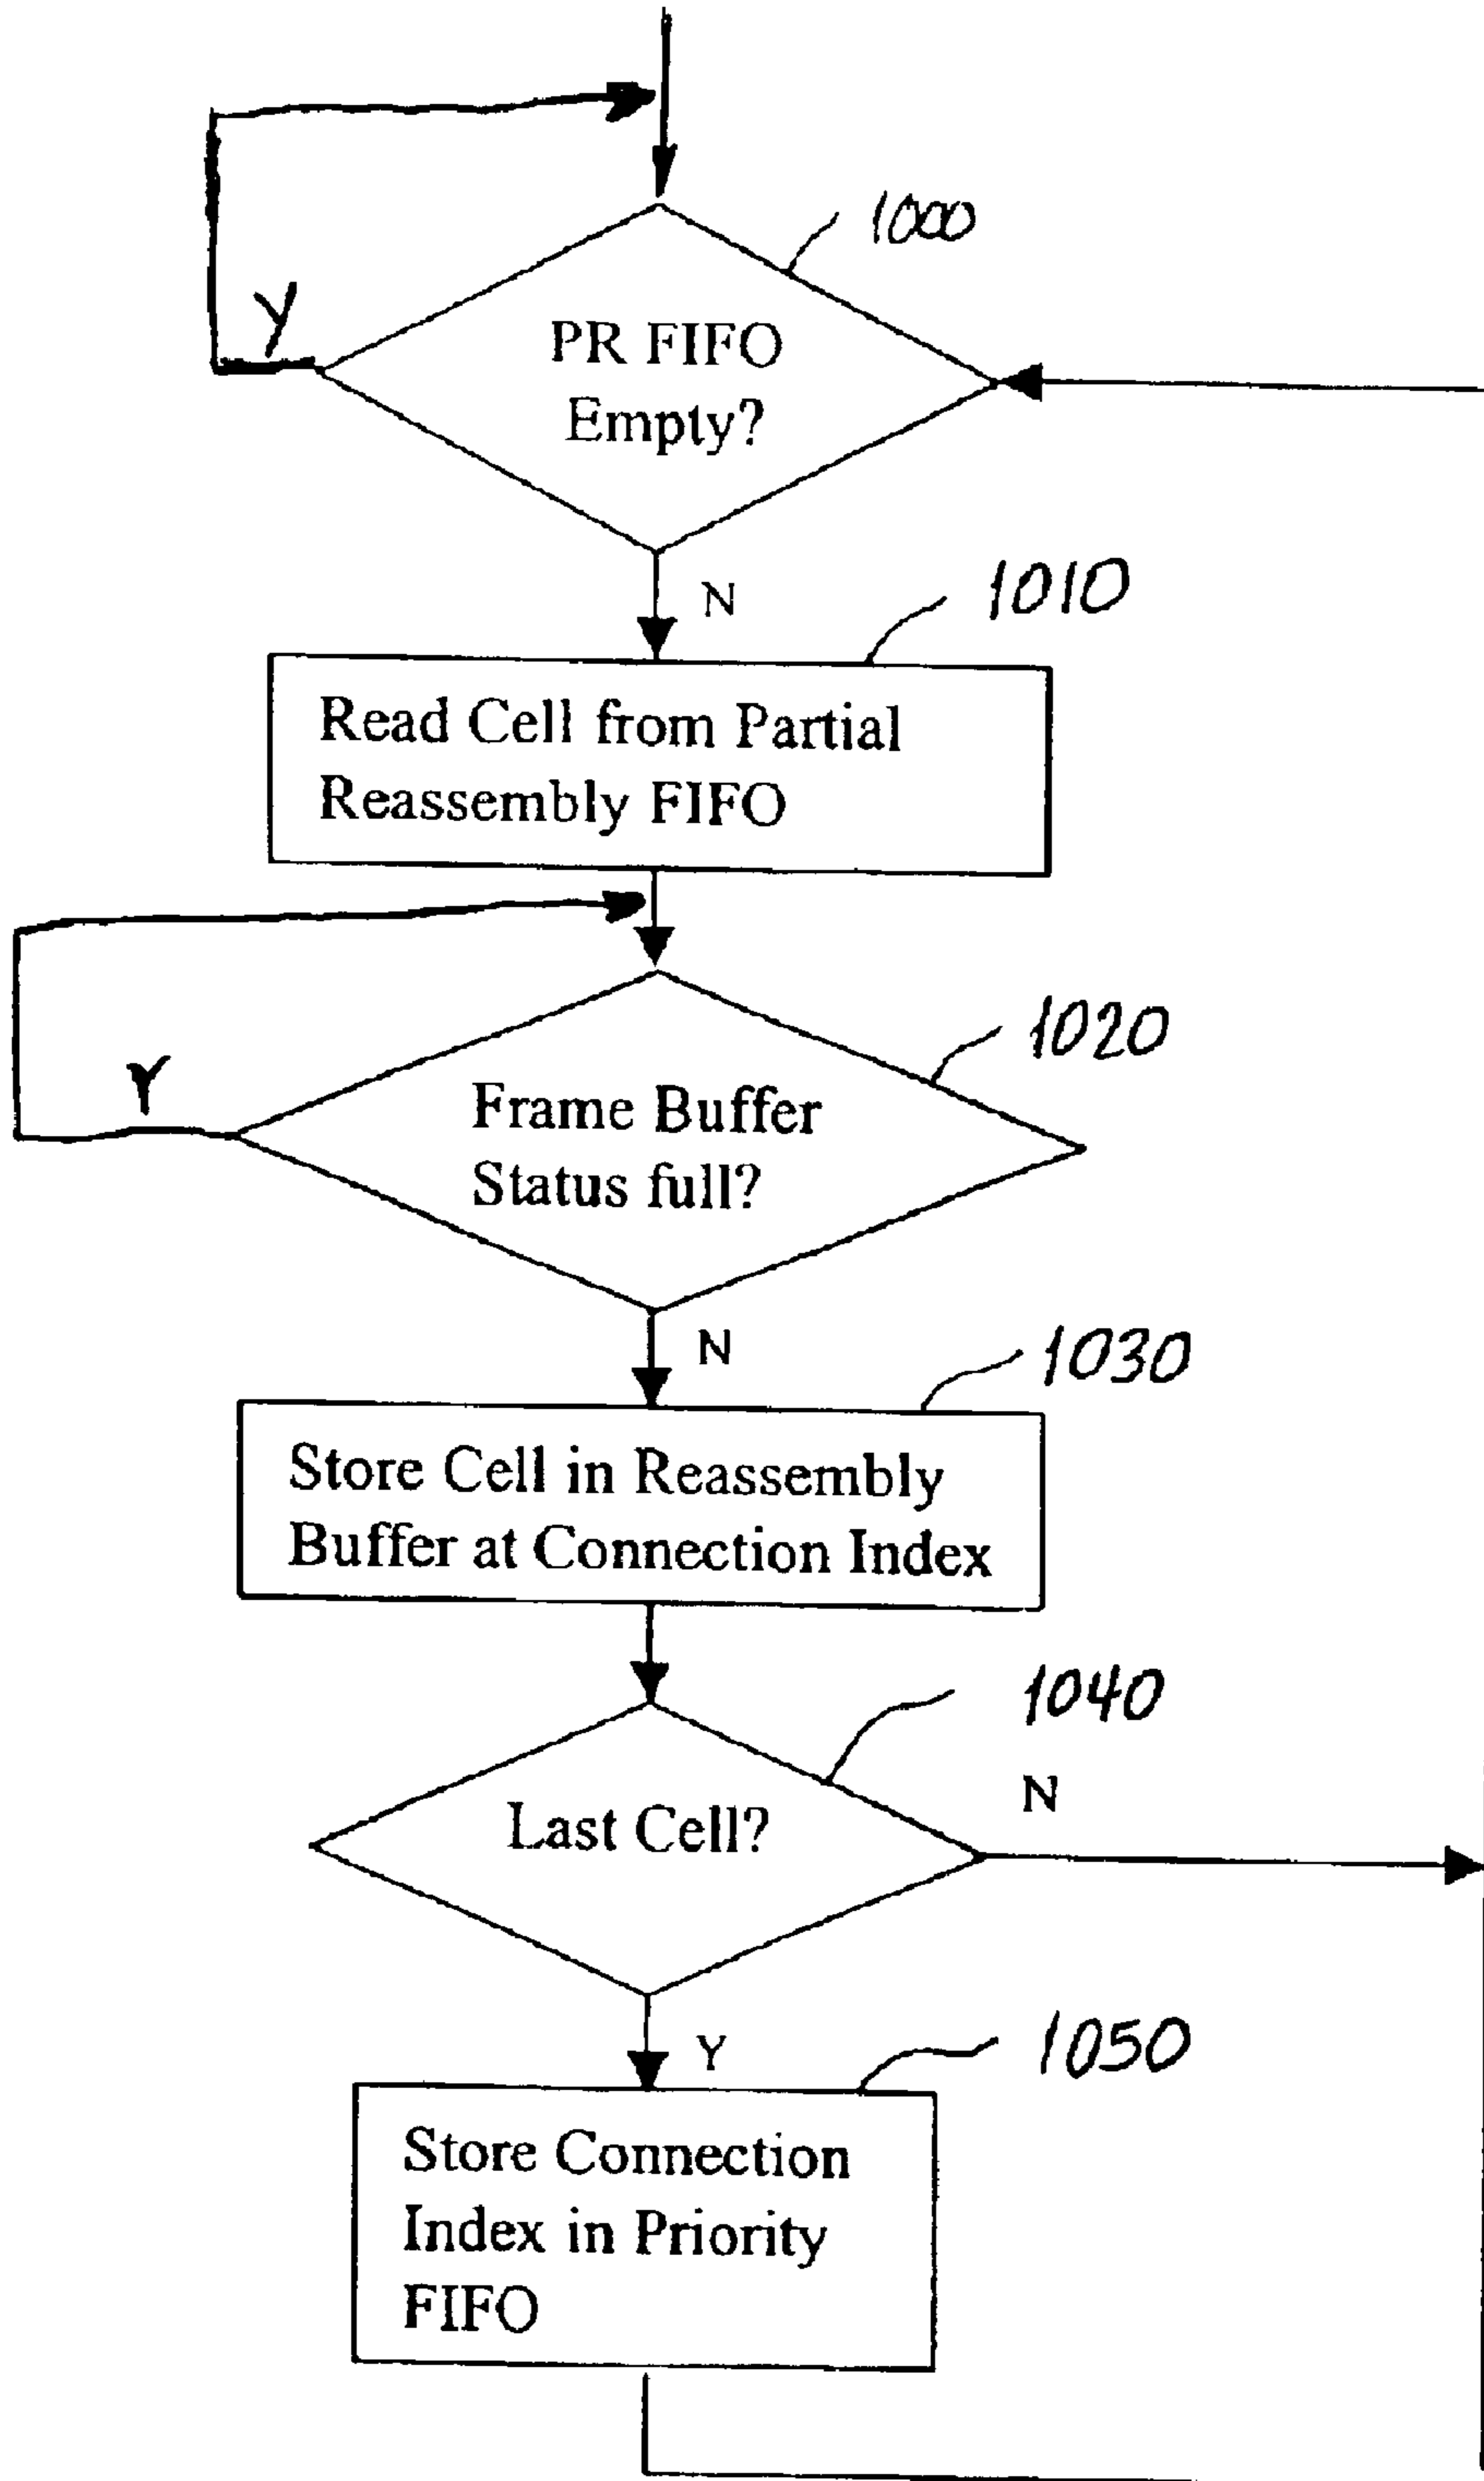 1000
Y
PR FIFO
Empty?
N
1010
Read Cell from Partial
Reassembly FIFO
1020
Y
Frame Buffer
Status full?
N
1030
Store Cell in Reassembly
Buffer at Connection Index
1040
N
Last Cell?
Y
1050
Store Connection
Index in Priority
FIFO